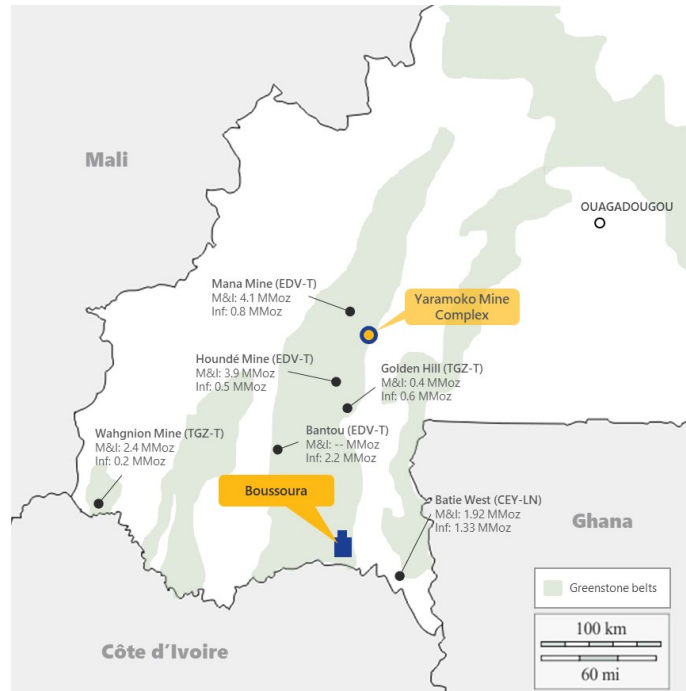 Mali
OUAGADOUGOU
Mana Mine (EDV-T)
M&I: 4.1 MMoz
Inf: 0.8 MMoz
Yaramoko Mine
Complex
Houndé Mine (EDV-T)
M&I: 3.9 MMoz
Inf: 0.5 MMoz
Golden Hill (TGZ-T)
M&I: 0.4 MMoz
Inf: 0.6 MMoz
Wahgnion Mine (TGZ-T)
M&I: 2.4 MMoz
Inf: 0.2 MMoz
Bantou (EDV-T)
M&I: -- MMoz
Inf: 2.2 MMoz
Boussoura
Batie West (CEY-LN)
M&I: 1.92 MMoz
Inf: 1.33 MMoz
Ghana
Greenstone belts
Côte d’Ivoire
100 km
60 mi